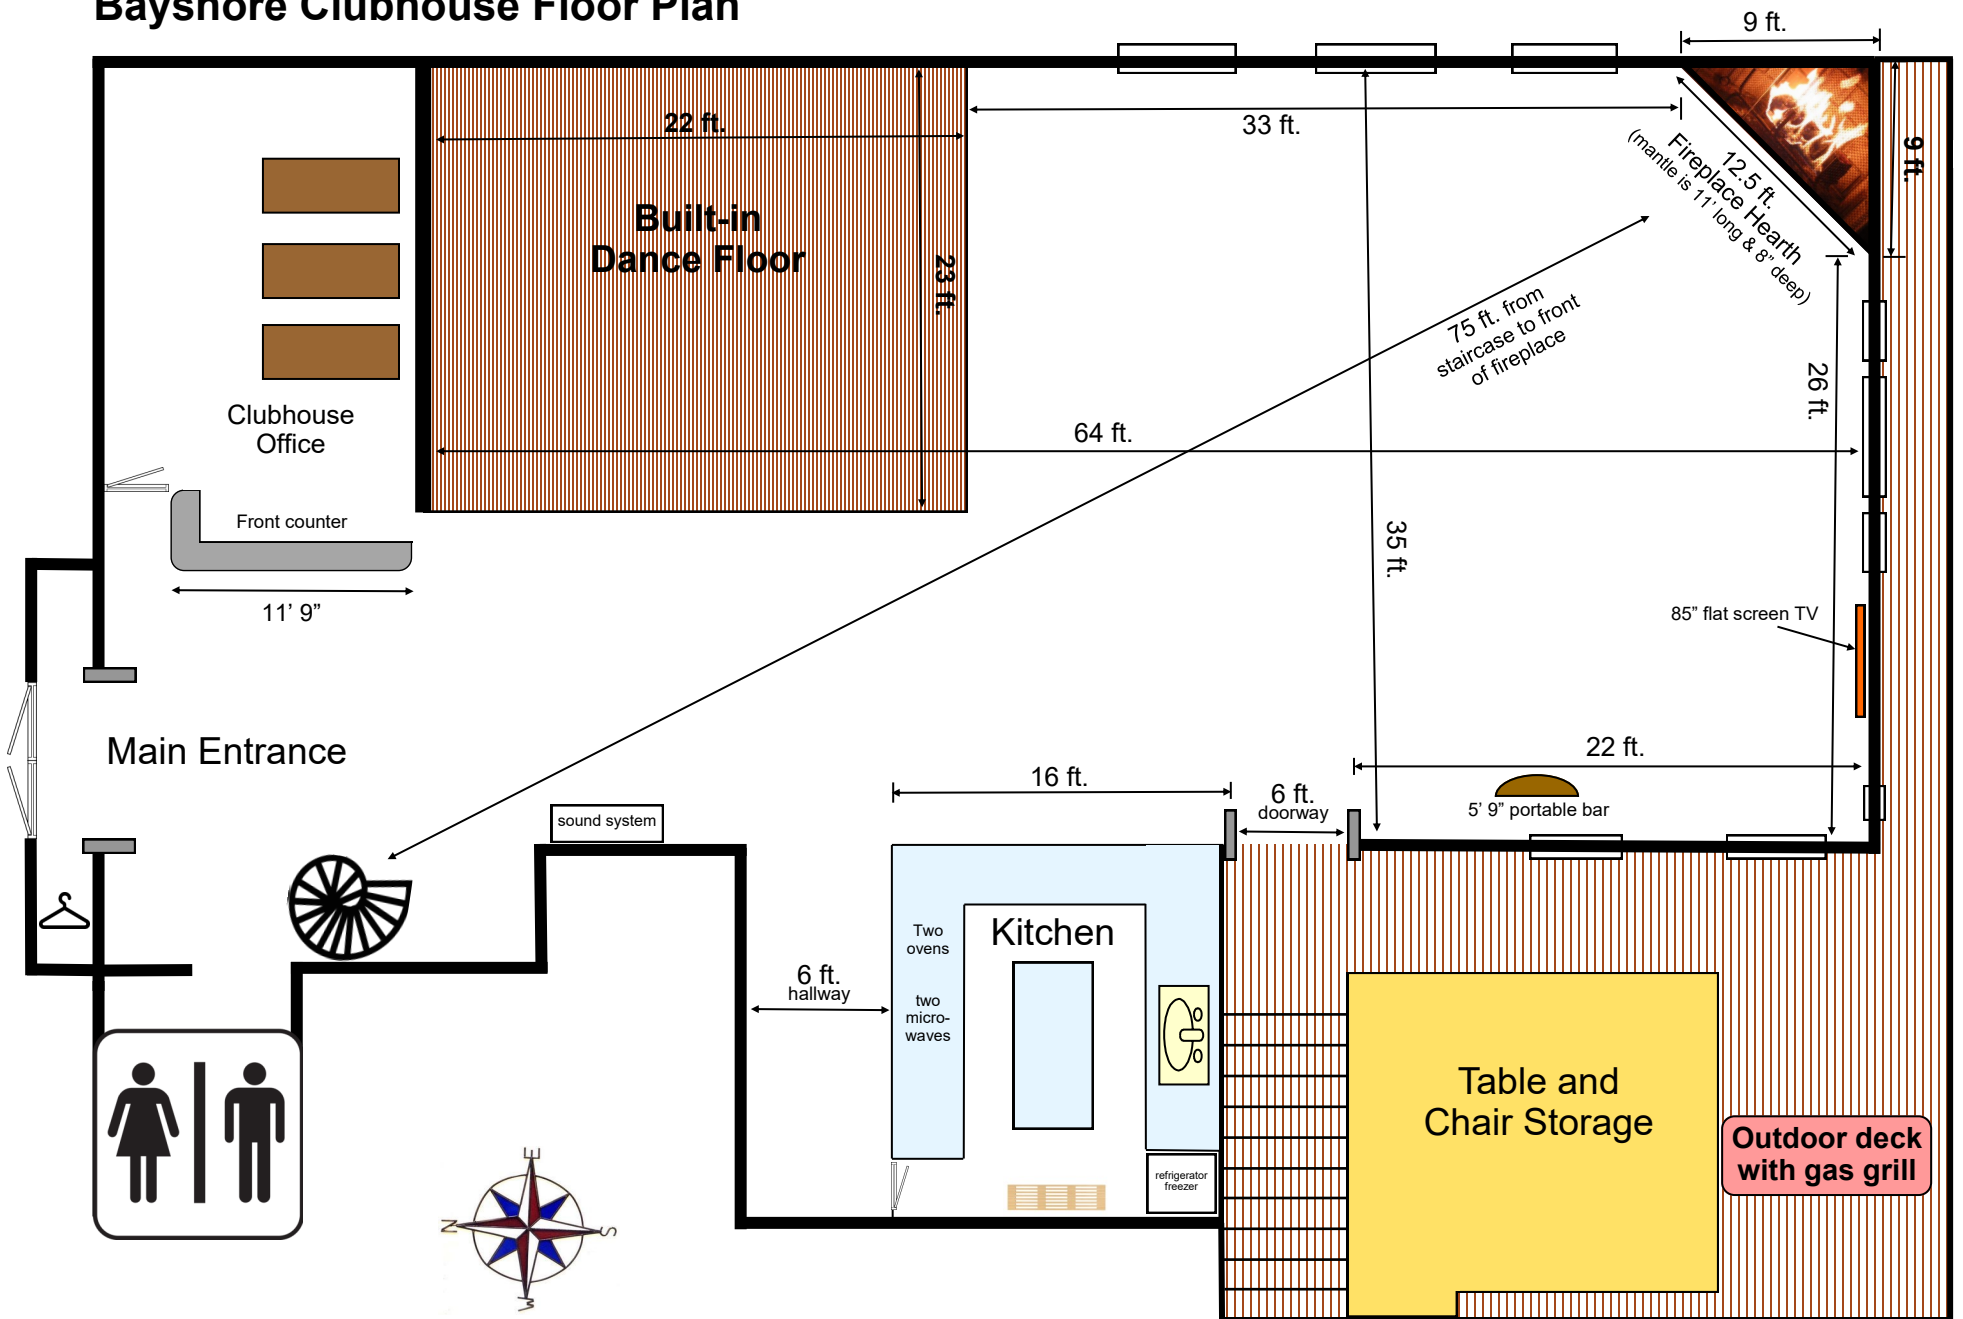 Bayshore Clubhouse Floor Plan
9 ft.
22 ft.
33 ft.
9 ft.
12.5 ft.
Fireplace Hearth
(mantle is 11’ long & 8” deep)
Built-in
Dance Floor
23 ft.
75 ft. from
staircase to front
of fireplace
26 ft.
Clubhouse
Office
64 ft.
Front counter
35 ft.
11’ 9”
85” flat screen TV
Main Entrance
22 ft.
16 ft.
6 ft.
doorway
5’ 9” portable bar
sound system
Two
ovens
Kitchen
6 ft.
hallway
two
micro-
waves
Table and
Chair Storage
Outdoor deck
with gas grill
refrigerator
freezer
E
N
S
W